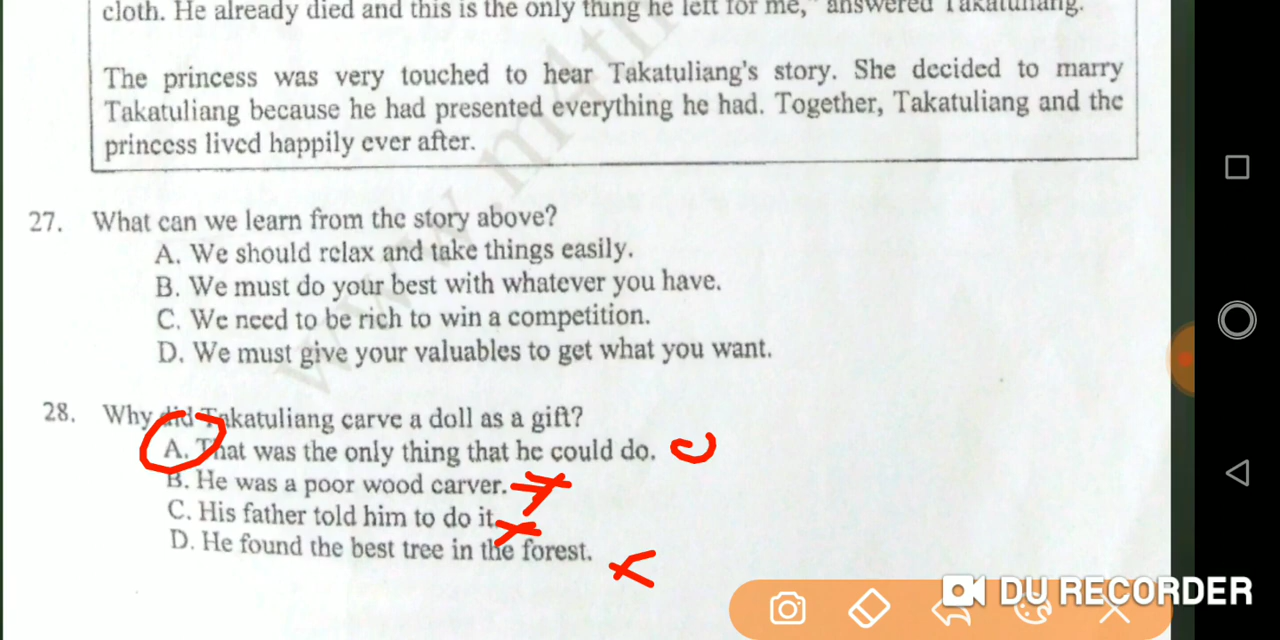 cloth. He already died and this is the only thing he left for me," answered Takatuliang.
The princess was very touched to hear Takatuliang's story. She decided to marry
Takatuliang because he had presented everything he had. Together, Takatuliang and the
princess lived happily ever after.
27. What can we learn from the story above?
A. We should relax and take things easily.
B. We must do your best with whatever you have.
C. We need to be rich to win a competition.
D. We must give your valuables to get what you want.
28. Why did Takatuliang carve a doll as a gift?
A. That was the only thing that he could do.
B. He was a poor wood carver.
C. His father told him to do it.
D. He found the best tree in the forest.
DU RECORDER